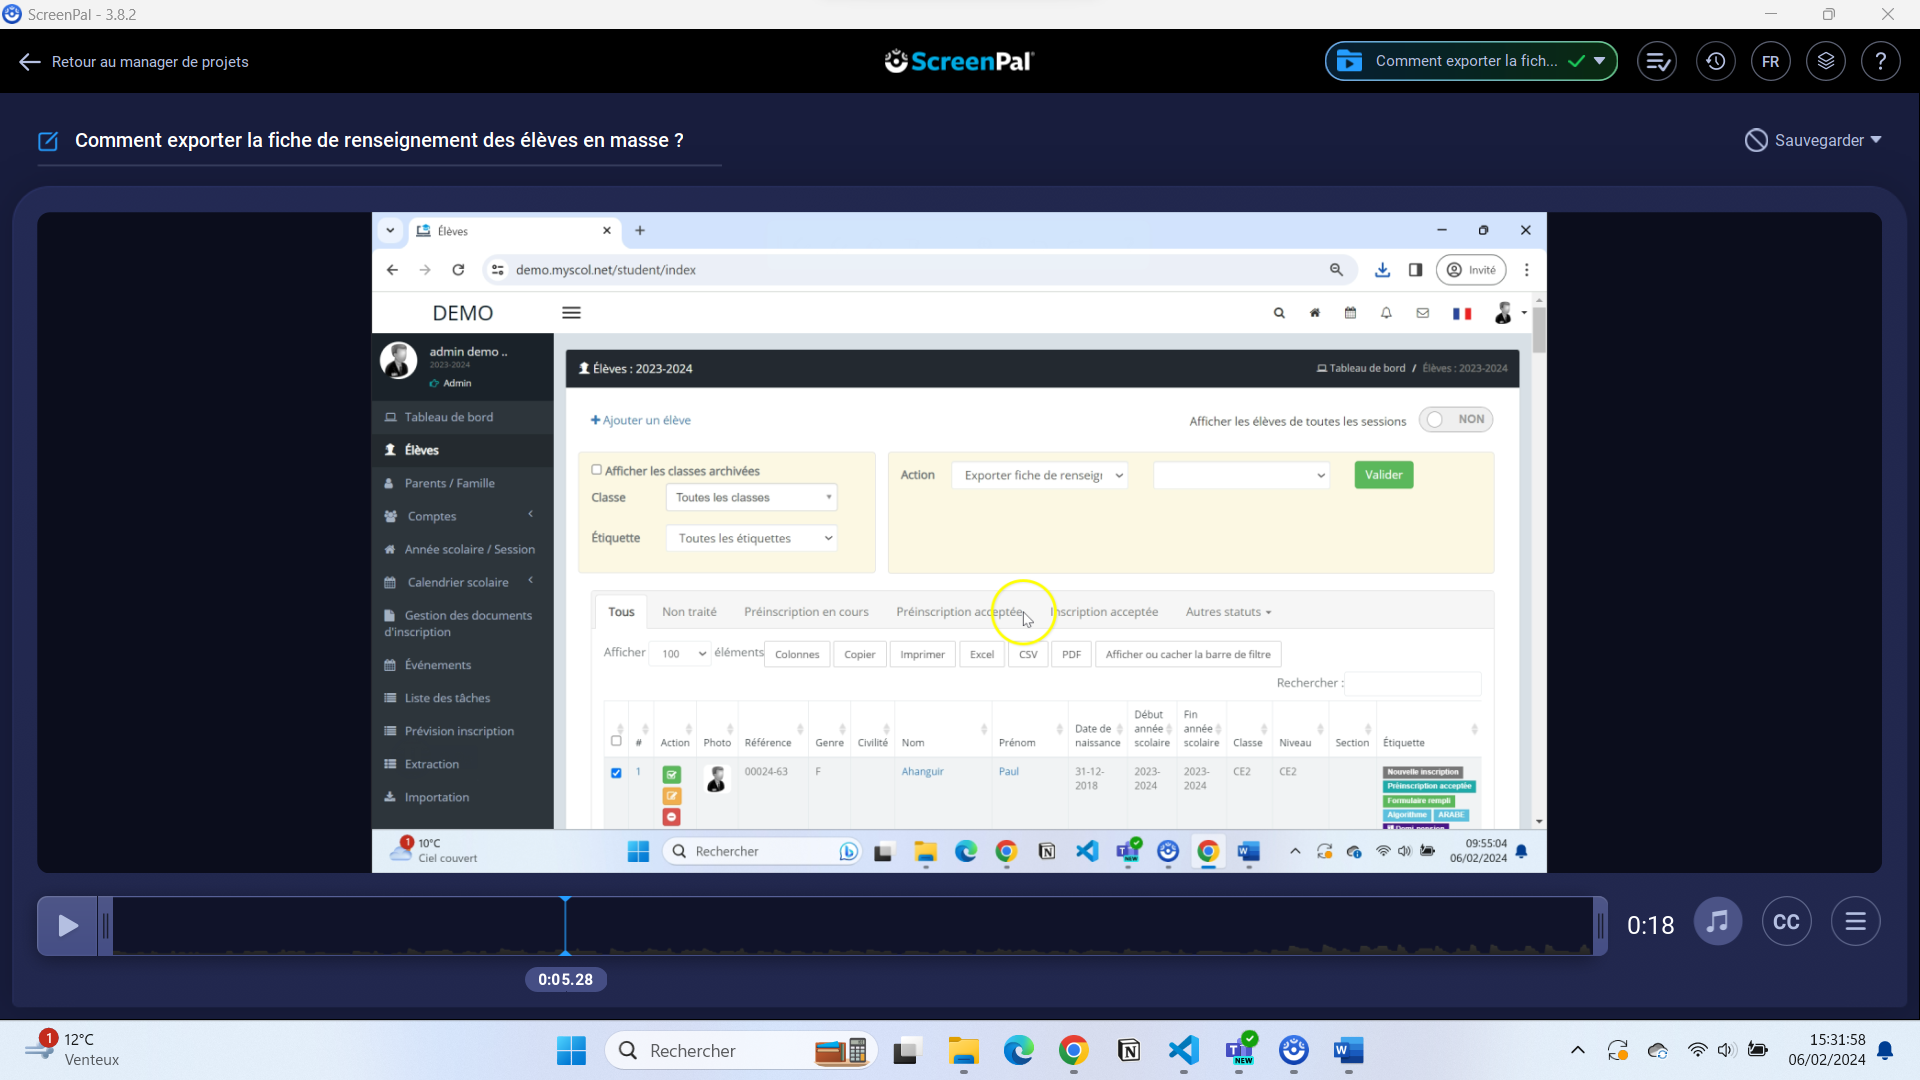 ScreenPal - 3.8.2
Retour au manager de projets
ScreenPal
Comment exporter la fich...
FR
?
Comment exporter la fiche de renseignement des élèves en masse ?
Sauvegarder
Élèves
demo.myscol.net/student/index
Invité
DEMO
admin demo ..
2023-2024
Admin
Élèves : 2023-2024
Tableau de bord / Élèves : 2023-2024
Tableau de bord
Élèves
Parents / Famille
Comptes
Année scolaire / Session
Calendrier scolaire
Gestion des documents
d'inscription
Événements
Liste des tâches
Prévision inscription
Extraction
Importation
Ajouter un élève
Afficher les élèves de toutes les sessions
NON
Afficher les classes archivées
Classe
Toutes les classes
Étiquette
Toutes les étiquettes
Action
Exporter fiche de renseig
Valider
Tous
Non traité
Préinscription en cours
Préinscription acceptée
Inscription acceptée
Autres statuts
Afficher 100 éléments
Colonnes
Copier
Imprimer
Excel
CSV
PDF
Afficher ou cacher la barre de filtre
Rechercher :
# Action Photo Référence Genre Civilité Nom Prénom Date de naissance Début année scolaire Fin année scolaire Classe Niveau Section Étiquette
1 00024-63 F Ahanguir Paul 31-12-2018 2023-2024 2023-2024 CE2 CE2
Nouvelle inscription
Préinscription acceptée
Formulaire rempli
Algorithme ARABE
Demi pension
1
10°C
Ciel couvert
Rechercher
NEW
09:55:04
06/02/2024
0:18
CC
0:05.28
1
12°C
Venteux
Rechercher
NEW
15:31:58
06/02/2024